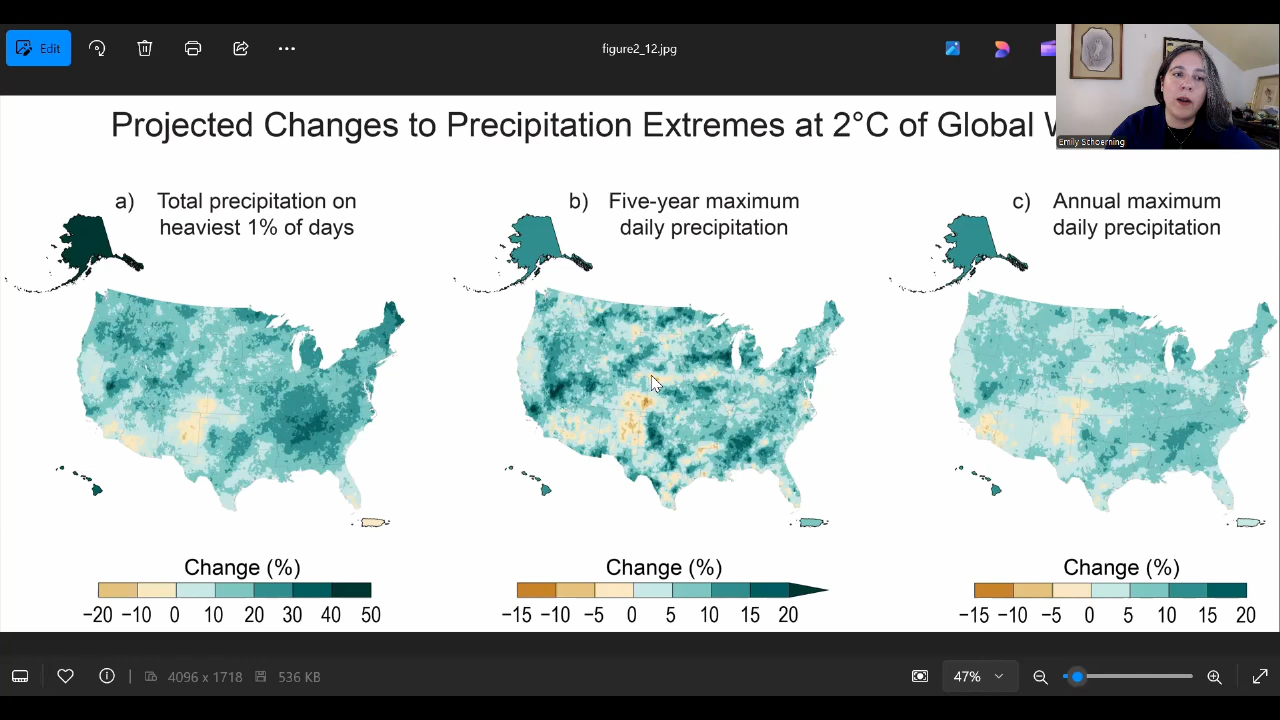 Edit
figure2_12.jpg
Emily Schoerning
Projected Changes to Precipitation Extremes at 2°C of Global
a) Total precipitation on
heaviest 1% of days
b) Five-year maximum
daily precipitation
c) Annual maximum
daily precipitation
Change (%)
−20 −10 0 10 20 30 40 50
Change (%)
−15 −10 −5 0 5 10 15 20
Change (%)
−15 −10 −5 0 5 10 15 20
4096 x 1718 536 KB
47%